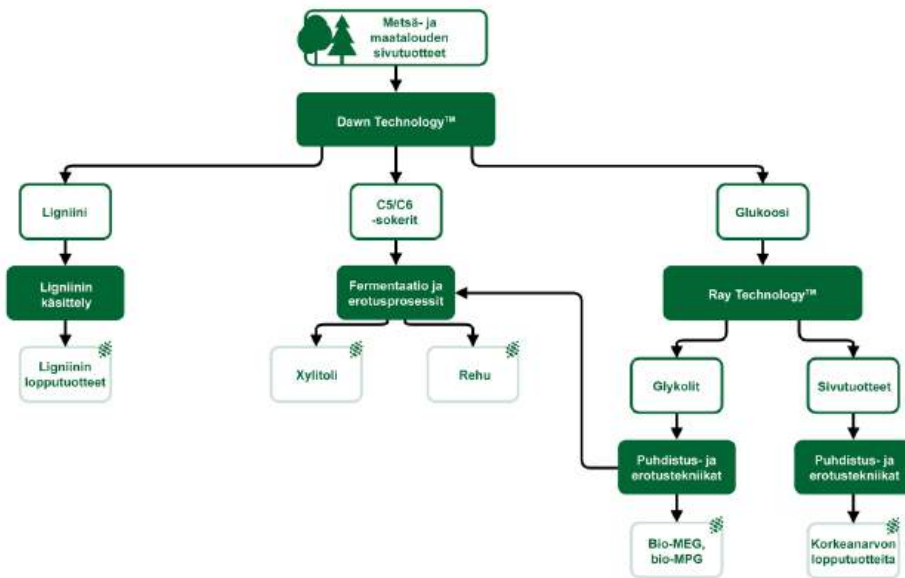 Metsä- ja
maatalouden
sivutuotteet
Dawn Technology™
Ligniini
C5/C6
-sokerit
Glukoosi
Ligniinin
käsittely
Fermentaatio ja
erotusprosessit
Ray Technology™
Ligniinin
lopputuotteet
Xylitoli
Rehu
Glykolit
Sivutuotteet
Puhdistus- ja
erotustekniikat
Puhdistus- ja
erotustekniikat
Bio-MEG,
bio-MPG
Korkeanarvon
lopputuotteita